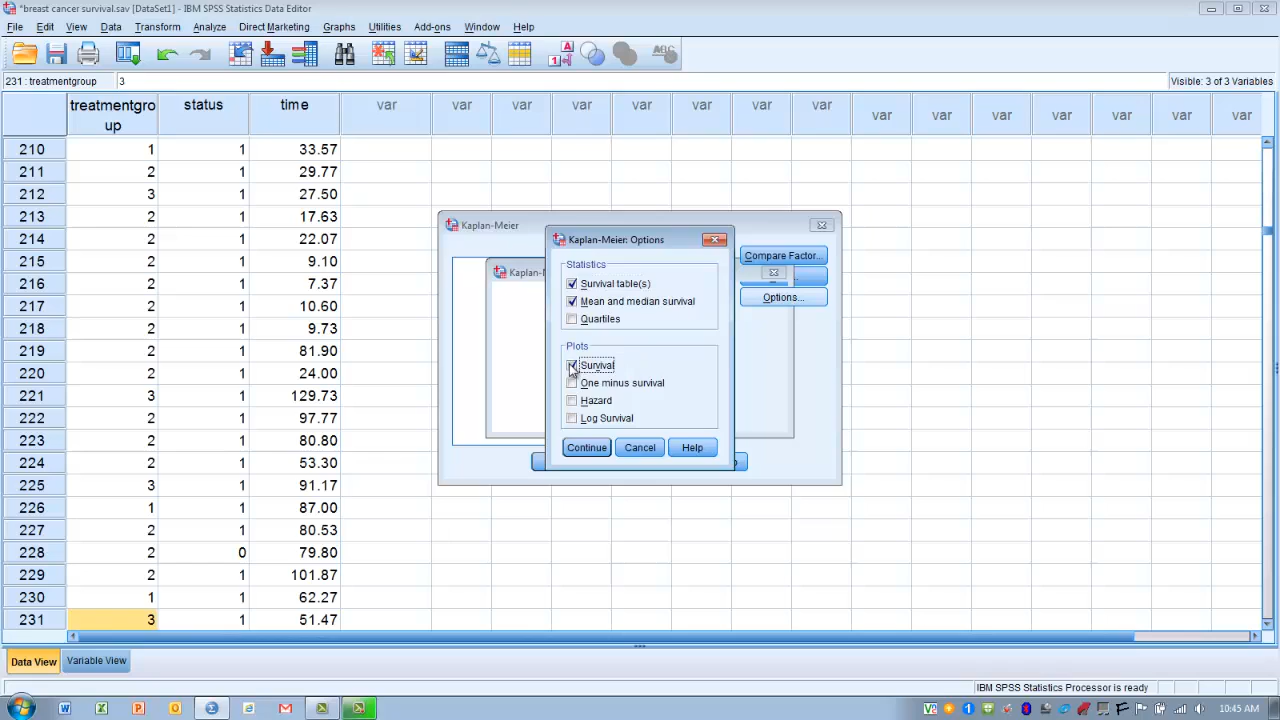 *breast cancer survival.sav [DataSet1] - IBM SPSS Statistics Data Editor
File Edit View Data Transform Analyze Direct Marketing Graphs Utilities Add-ons Window Help
231 : treatmentgroup 3 Visible: 3 of 3 Variables
treatmentgro
up status time var var var var var var var var var var var var var var
210 1 1 33.57
211 2 1 29.77
212 3 1 27.50
213 2 1 17.63
214 2 1 22.07
215 2 1 9.10
216 2 1 7.37
217 2 1 10.60
218 2 1 9.73
219 2 1 81.90
220 2 1 24.00
221 3 1 129.73
222 2 1 97.77
223 2 1 80.80
224 2 1 53.30
225 3 1 91.17
226 1 1 87.00
227 2 1 80.53
228 2 0 79.80
229 2 1 101.87
230 1 1 62.27
231 3 1 51.47
Kaplan-Meier
Kaplan-M
Compare Factor...
Options...
Kaplan-Meier: Options
Statistics
Survival table(s)
Mean and median survival
Quartiles
Plots
Survival
One minus survival
Hazard
Log Survival
Continue Cancel Help
Data View Variable View
IBM SPSS Statistics Processor is ready
10:45 AM